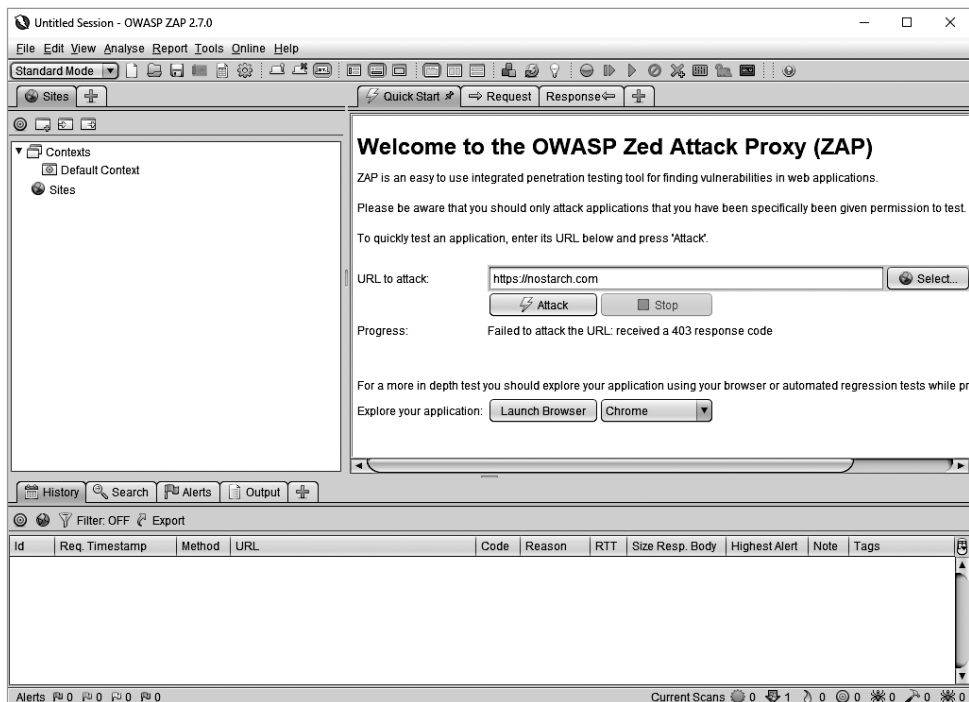 Untitled Session - OWASP ZAP 2.7.0
File Edit View Analyse Report Tools Online Help
Standard Mode
Sites
Quick Start Request Response
Contexts
Default Context
Sites
Welcome to the OWASP Zed Attack Proxy (ZAP)
ZAP is an easy to use integrated penetration testing tool for finding vulnerabilities in web applications.
Please be aware that you should only attack applications that you have been specifically been given permission to test.
To quickly test an application, enter its URL below and press 'Attack'.
URL to attack: https://nostarch.com Select...
Attack Stop
Progress: Failed to attack the URL: received a 403 response code
For a more in depth test you should explore your application using your browser or automated regression tests while pr
Explore your application: Launch Browser Chrome
History Search Alerts Output
Filter: OFF Export
Id Req. Timestamp Method URL Code Reason RTT Size Resp. Body Highest Alert Note Tags
Alerts 0 0 0 0 Current Scans 0 1 0 0 0 0 0